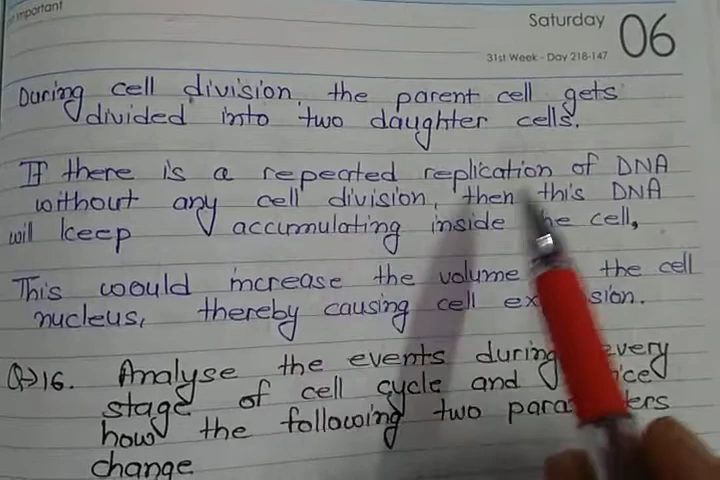 important
Saturday
06
31st Week - Day 218-147
During cell division, the parent cell gets
divided into two daughter cells.
If there is a repeated replication of DNA
without any cell division, then this DNA
will keep accumulating inside the cell,
This would increase the volume the cell
nucleus, thereby causing cell sion.
Q→16. Analyse the events during every
stage of cell cycle and
how the following two
change